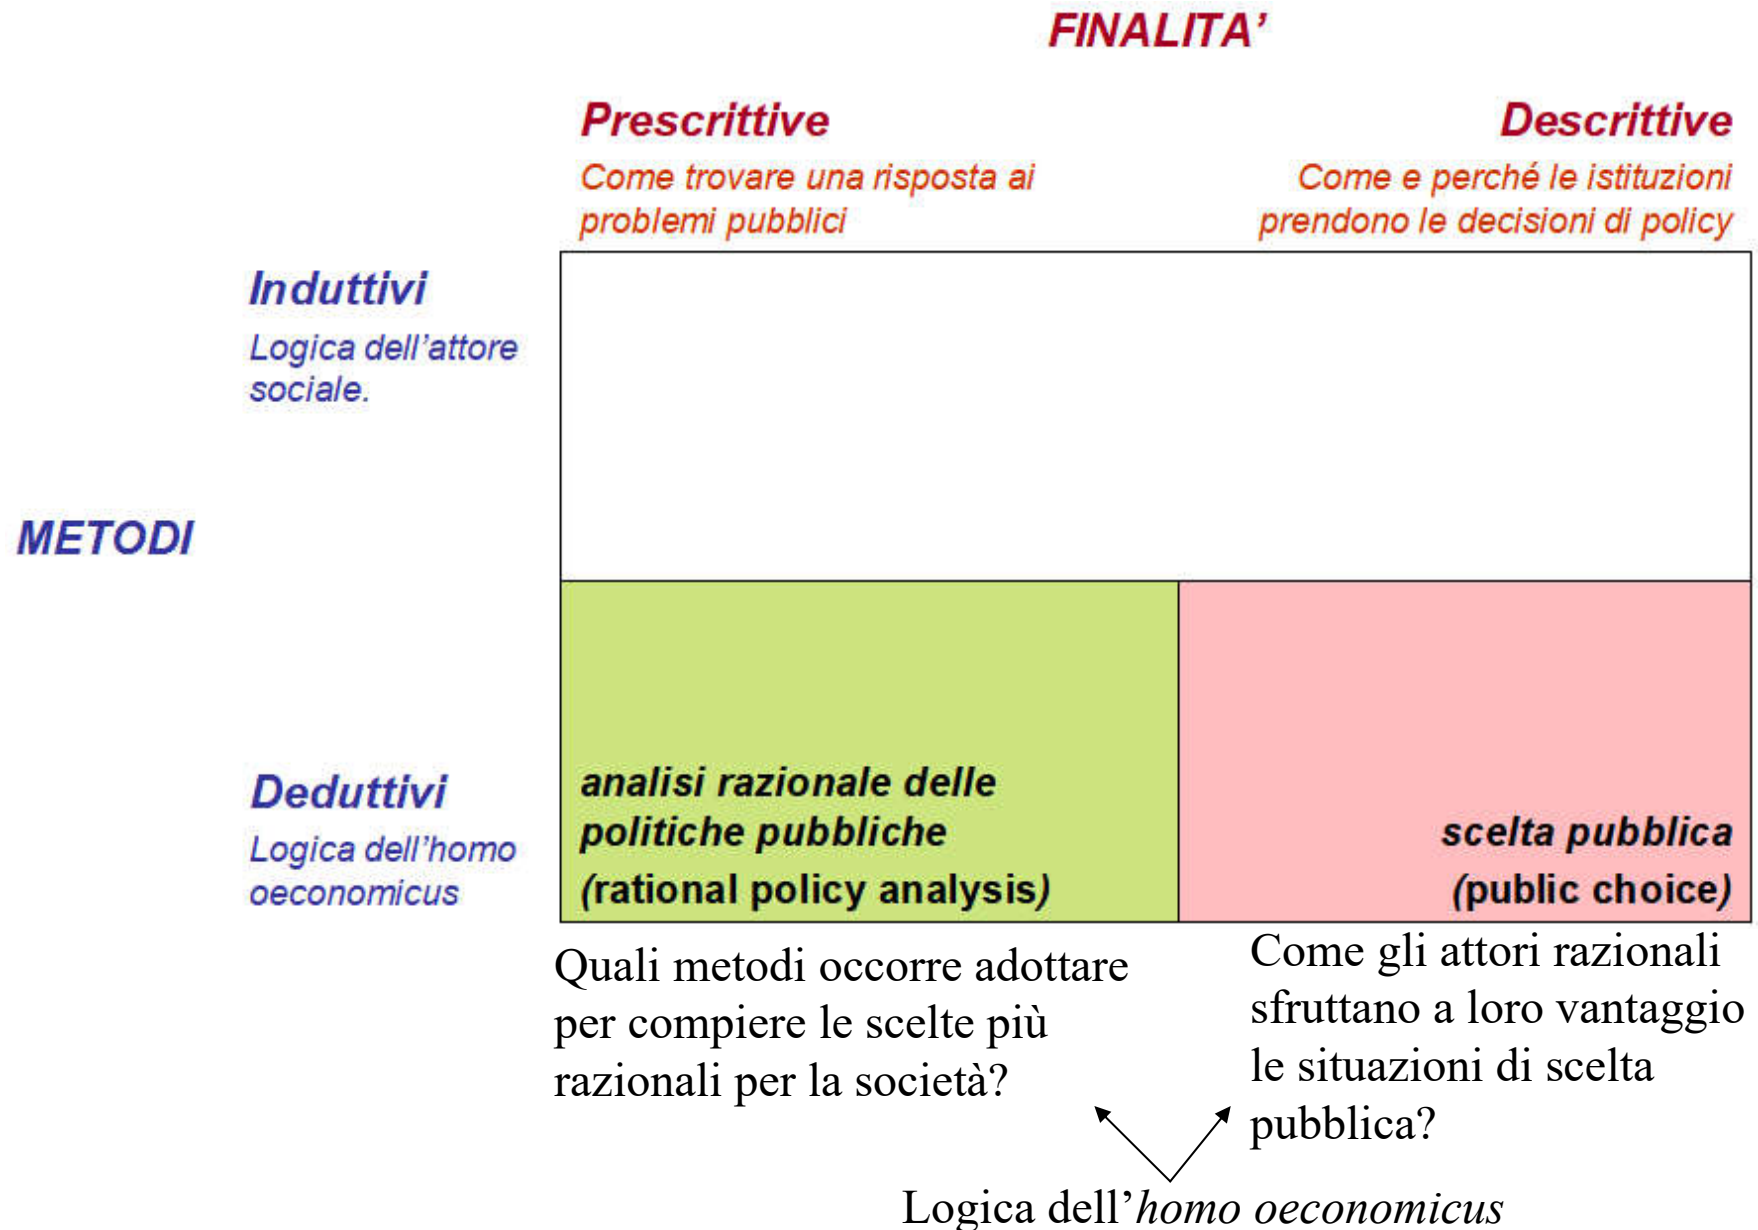 FINALITA’
Prescrittive
Come trovare una risposta ai
problemi pubblici
Descrittive
Come e perché le istituzioni
prendono le decisioni di policy
METODI
Induttivi
Logica dell’attore
sociale.
Deduttivi
Logica dell’homo
oeconomicus
analisi razionale delle
politiche pubbliche
(rational policy analysis)
scelta pubblica
(public choice)
Quali metodi occorre adottare
per compiere le scelte più
razionali per la società?
Come gli attori razionali
sfruttano a loro vantaggio
le situazioni di scelta
pubblica?
Logica dell’homo oeconomicus